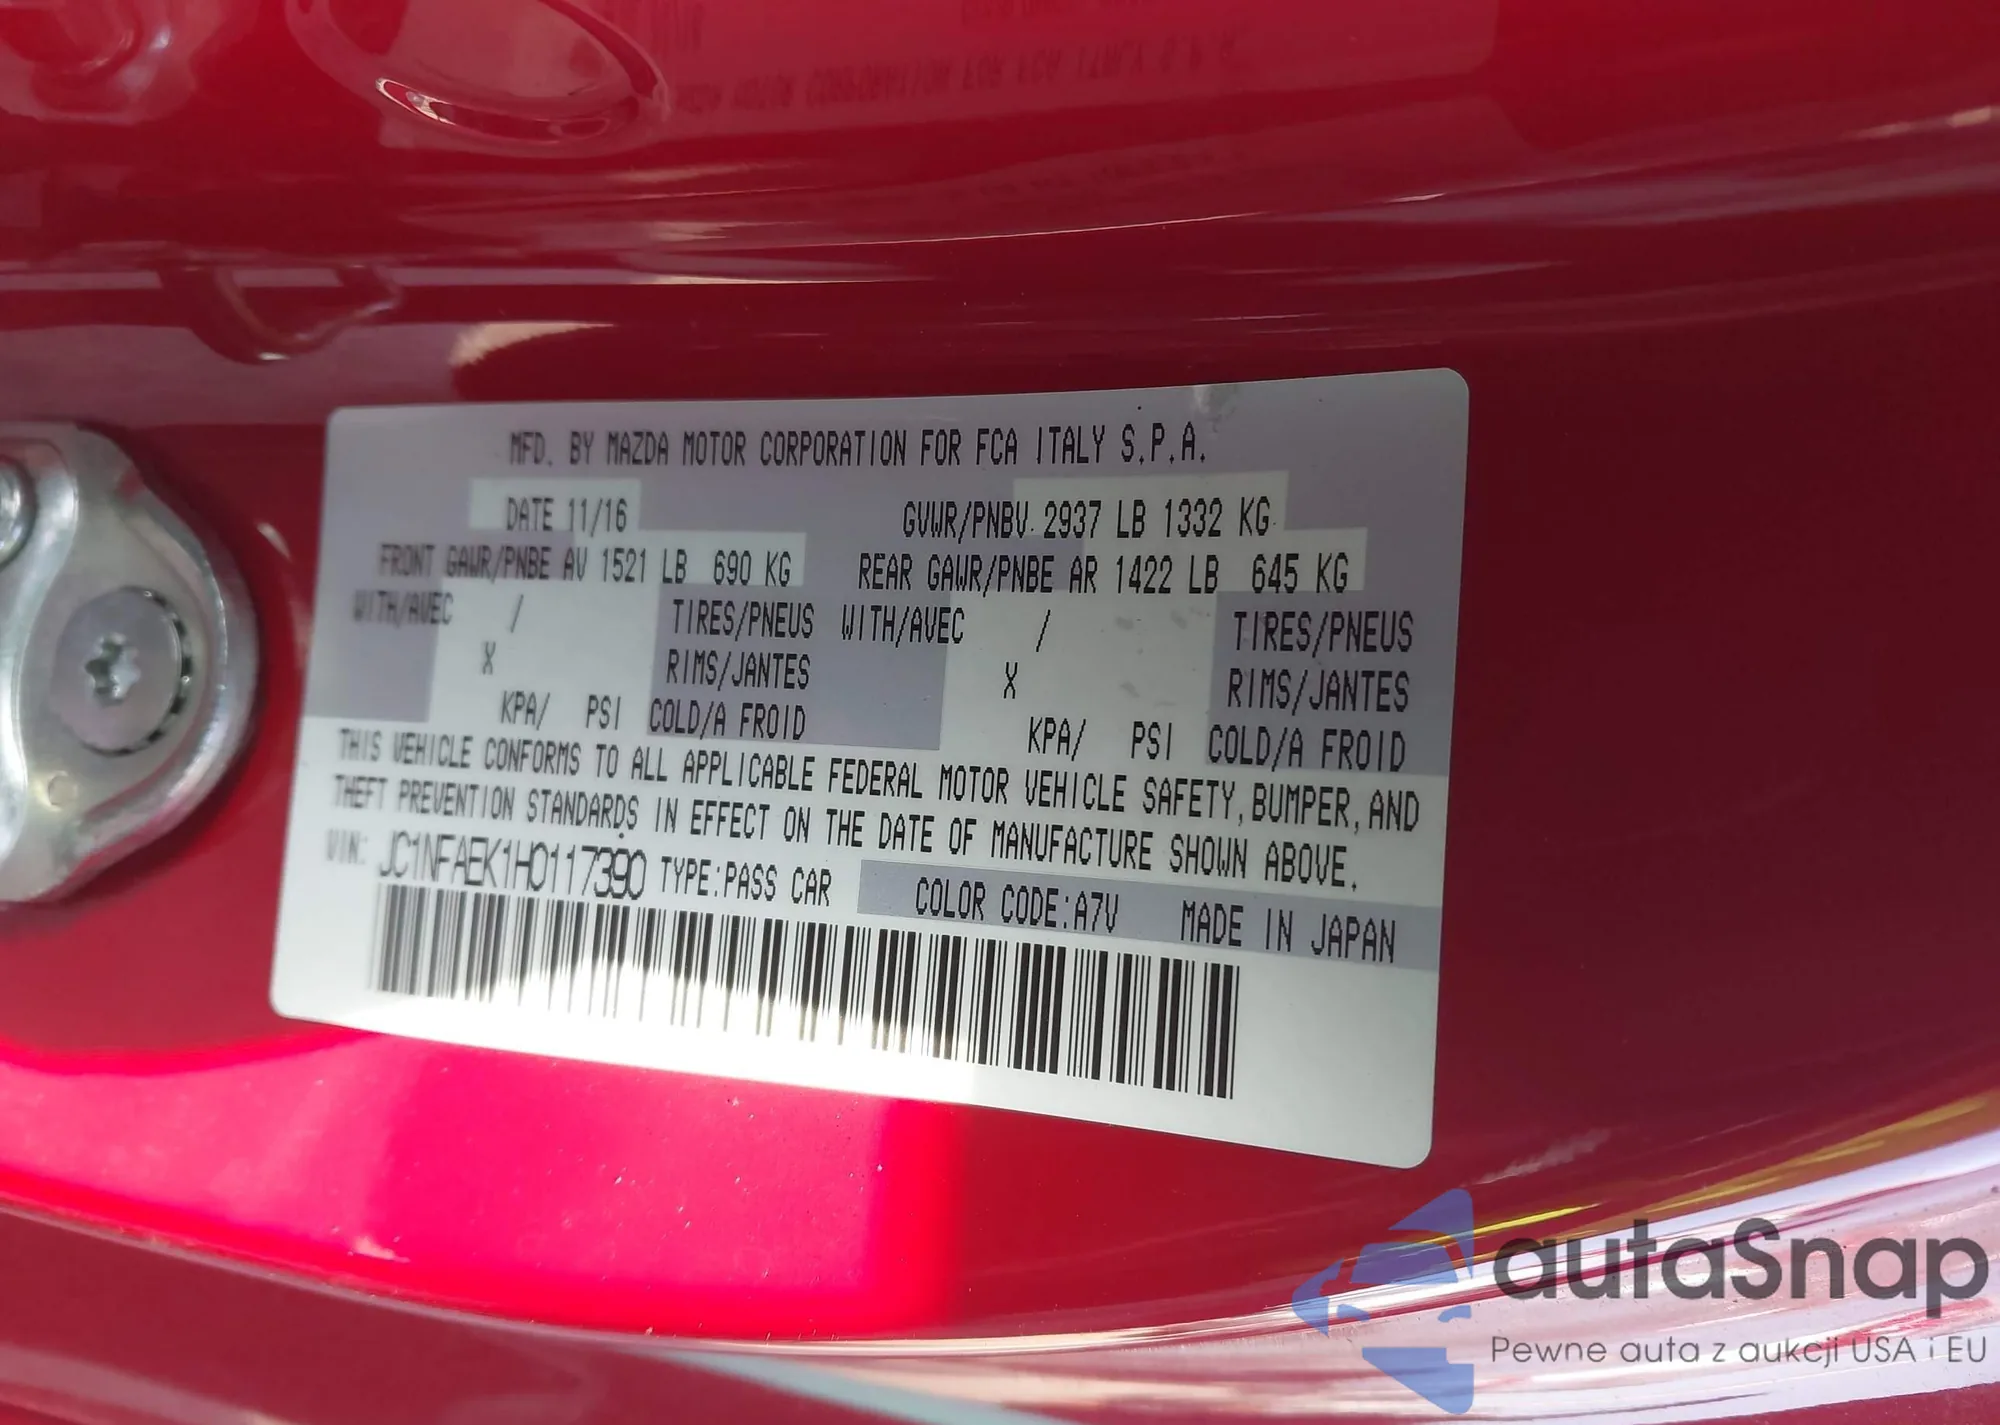 MFD. BY MAZDA MOTOR CORPORATION FOR FCA ITALY S.P.A.
DATE 11/16 GVWR/PNBV 2937 LB 1332 KG
FRONT GAWR/PNBE AV 1521 LB 690 KG REAR GAWR/PNBE AR 1422 LB 645 KG
WITH/AVEC / TIRES/PNEUS WITH/AVEC / TIRES/PNEUS
X RIMS/JANTES X RIMS/JANTES
KPA/ PSI COLD/A FROID KPA/ PSI COLD/A FROID
THIS VEHICLE CONFORMS TO ALL APPLICABLE FEDERAL MOTOR VEHICLE SAFETY, BUMPER, AND
THEFT PREVENTION STANDARDS IN EFFECT ON THE DATE OF MANUFACTURE SHOWN ABOVE.
VIN: JC1NFAEK1H0117390 TYPE:PASS CAR COLOR CODE:A7V MADE IN JAPAN
autaSnap
Pewne auta z aukcji USA i EU